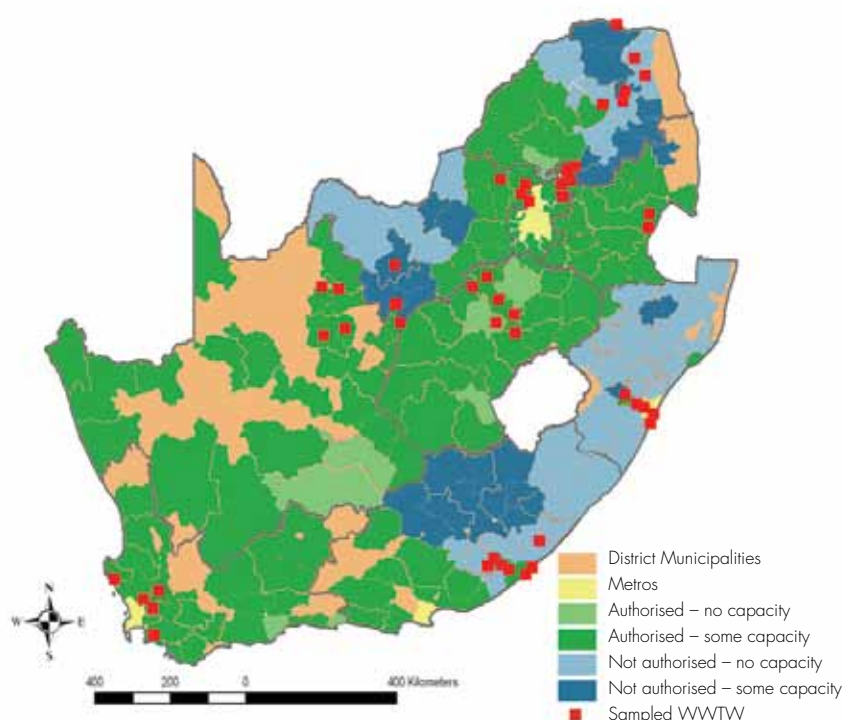 District Municipalities
Metros
Authorised – no capacity
Authorised – some capacity
Not authorised – no capacity
Not authorised – some capacity
Sampled WWTW
N
W E
S
400 200 0 400 Kilometers